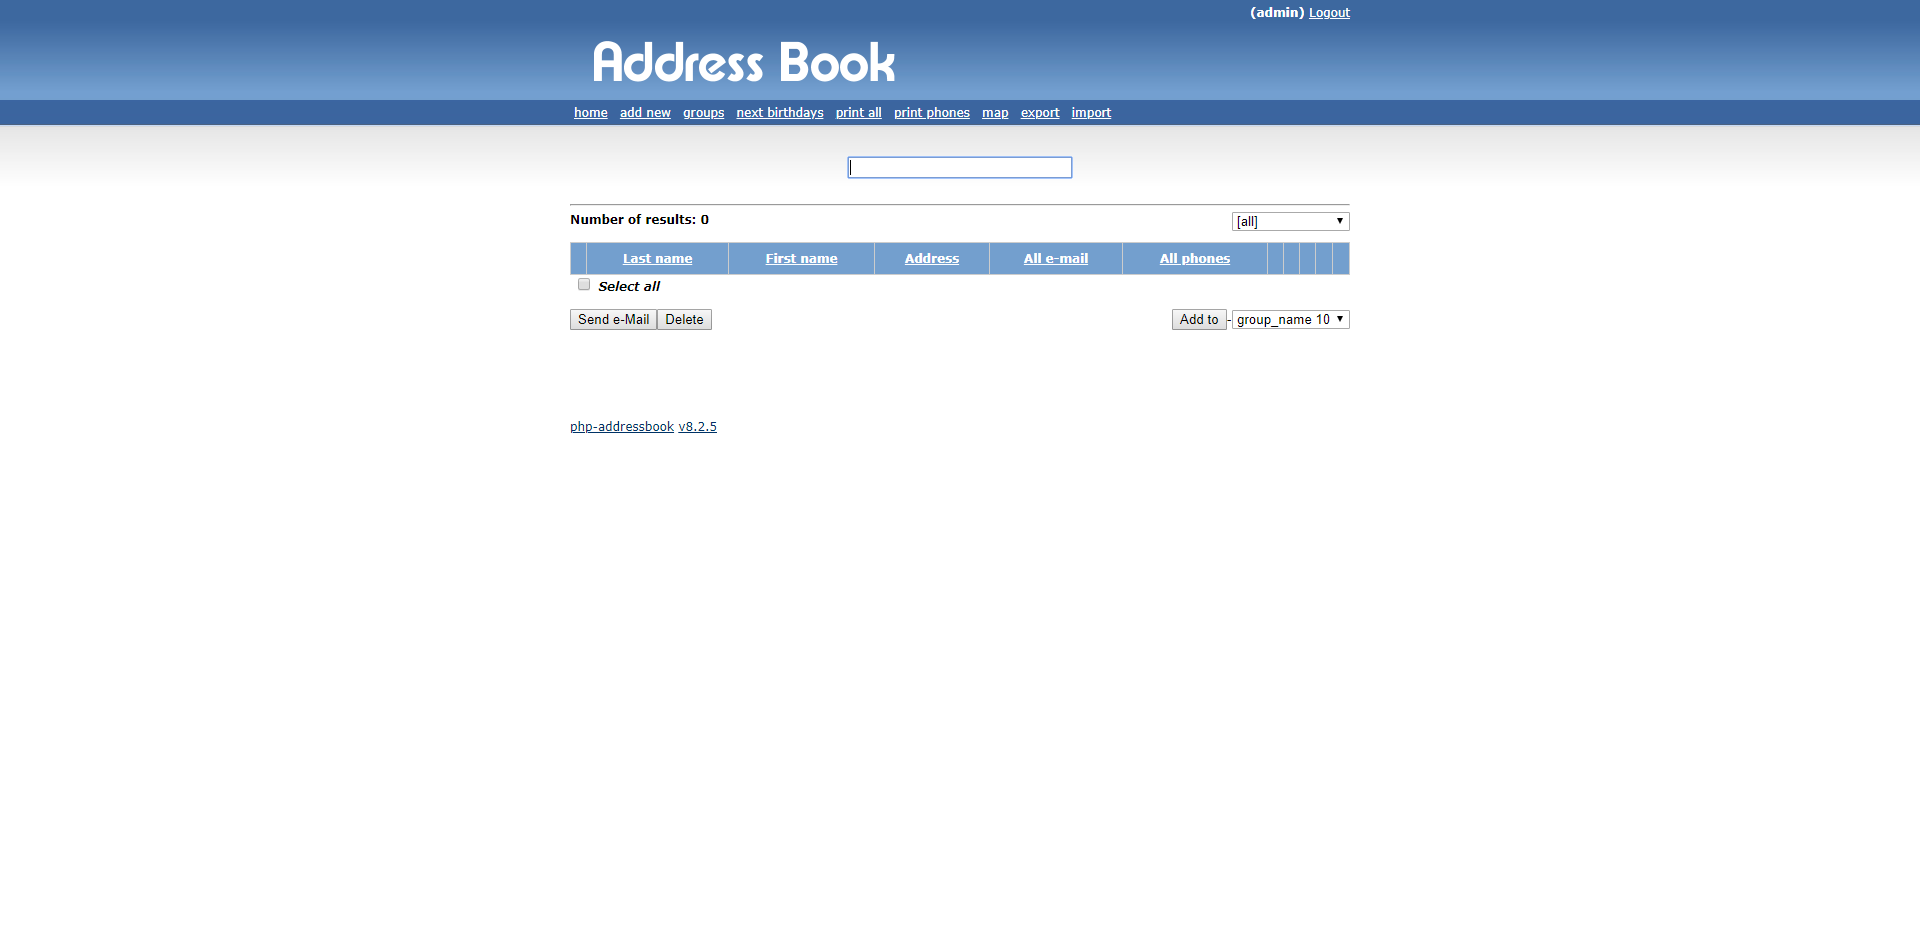 (admin) Logout
Address Book
home add new groups next birthdays print all print phones map export import
Number of results: 0
[all]
Last name First name Address All e-mail All phones
Select all
Send e-Mail Delete Add to - group_name 10
php-addressbook v8.2.5